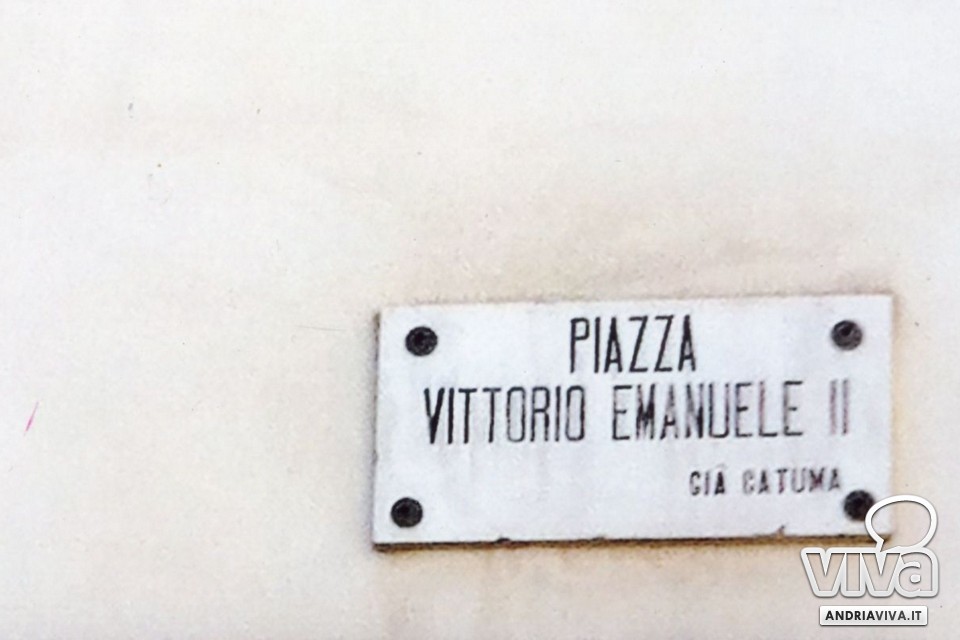 PIAZZA
VITTORIO EMANUELE II
GIÀ CATUMA
viva
ANDRIAVIVA.IT